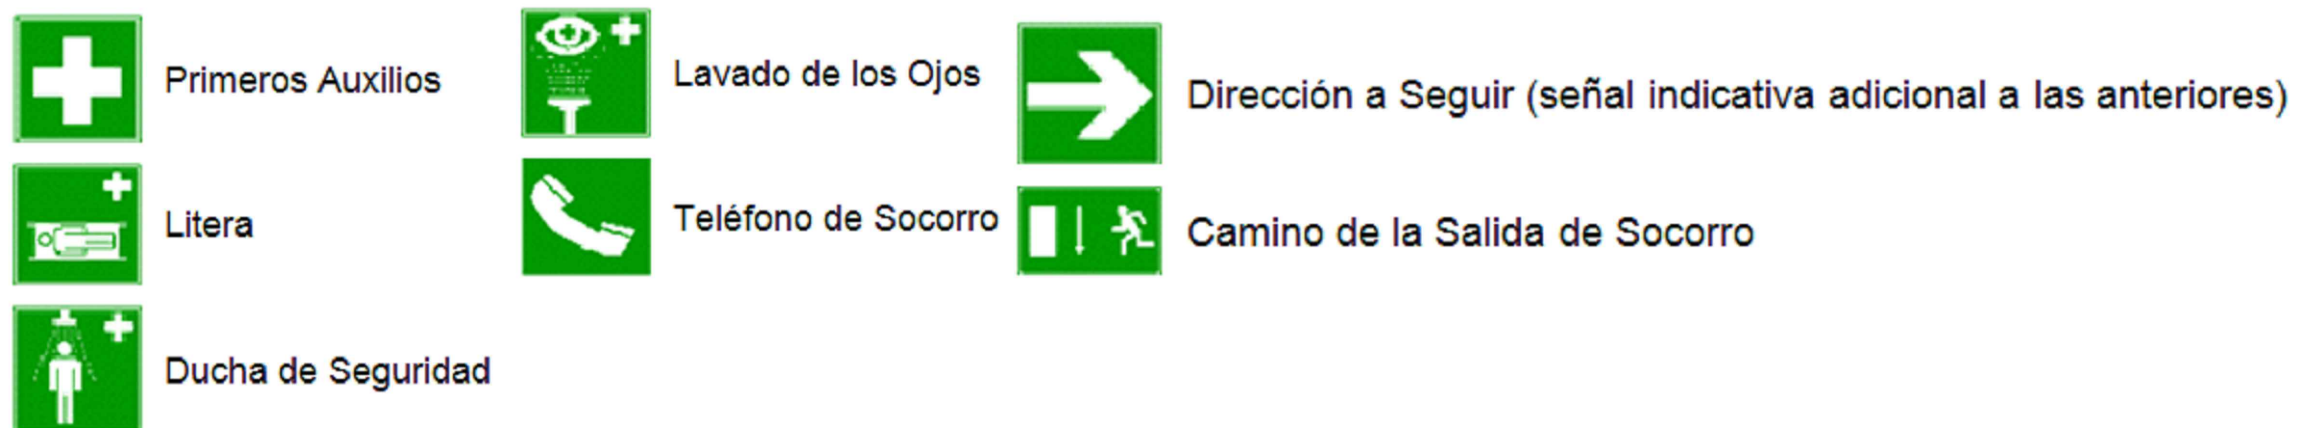 Primeros Auxilios
Litera
Ducha de Seguridad
Lavado de los Ojos
Teléfono de Socorro
Dirección a Seguir (señal indicativa adicional a las anteriores)
Camino de la Salida de Socorro